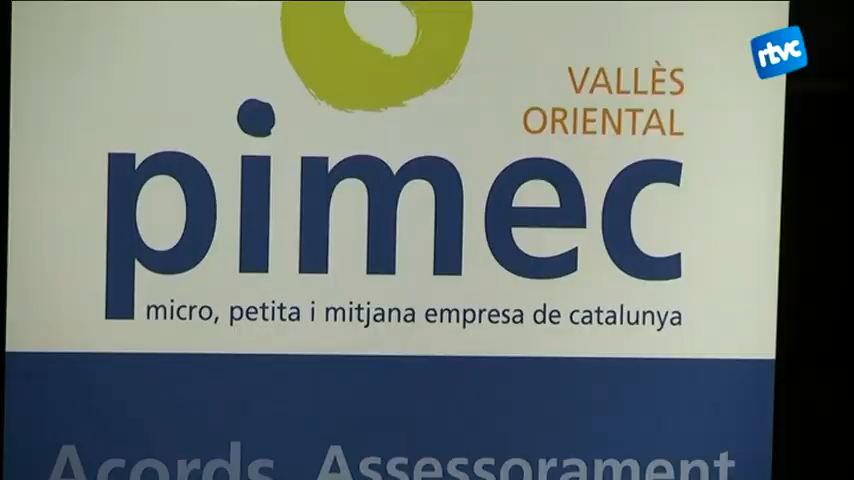 rtvc
VALLÈS
ORIENTAL
pimec
micro, petita i mitjana empresa de catalunya
Acords Assessorament